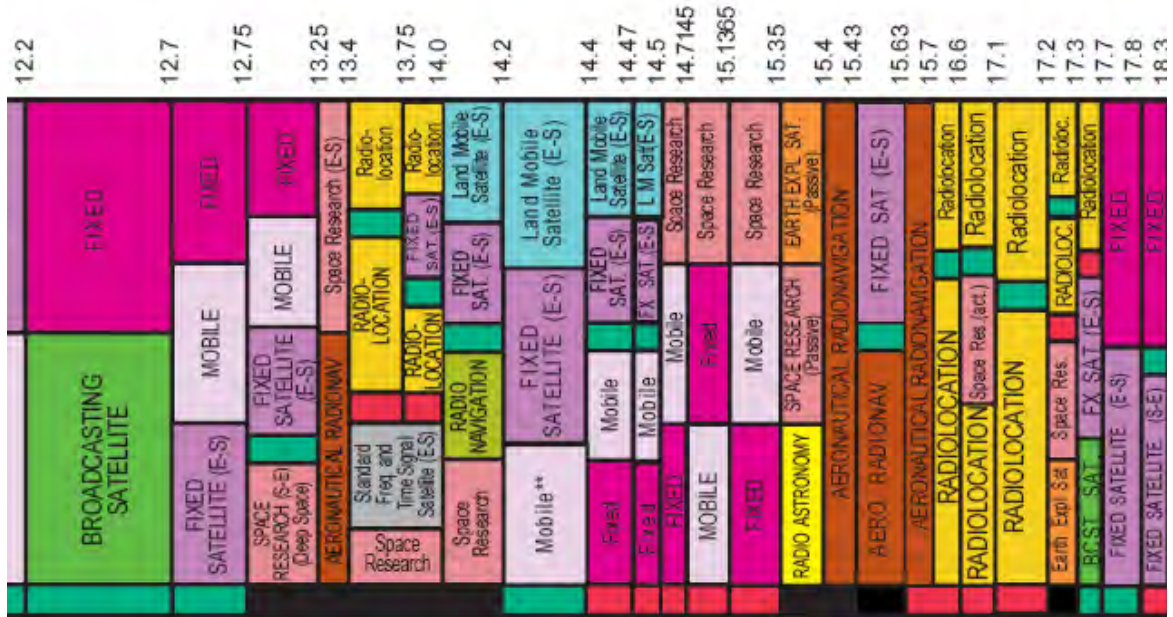 12.2
12.7
12.75
13.25
13.4
13.75
14.0
14.2
14.4
14.47
14.5
14.7145
15.1365
15.35
15.4
15.43
15.63
15.7
16.6
17.1
17.2
17.3
17.7
17.8
18.3
FIXED
BROADCASTING
SATELLITE
FIXED
MOBILE
FIXED
SATELLITE (E-S)
FIXED
MOBILE
FIXED
SATELLITE
(E-S)
SPACE
RESEARCH (S-E)
(Deep Space)
Space Research (E-S)
AERONAUTICAL RADIONAV
Radio-
location
RADIO-
LOCATION
Standard
Freq. and
Time Signal
Satellite (E-S)
Space
Research
Radio-
location
FIXED
SAT. (E-S)
RADIO-
LOCATION
Land Mobile
Satellite (E-S)
FIXED
SAT. (E-S)
RADIO
NAVIGATION
Space
Research
Land Mobile
Satellite (E-S)
FIXED
SATELLITE (E-S)
Mobile**
Land Mobile
Satellite (E-S)
FIXED
SAT. (E-S)
Mobile
Fixed
L M Sat(E-S)
FX SAT.(E-S)
Mobile
Fixed
Space Research
Mobile
FIXED
Space Research
Fixed
MOBILE
Space Research
Mobile
FIXED
EARTH EXPL. SAT.
(Passive)
SPACE RESEARCH
(Passive)
RADIO ASTRONOMY
AERONAUTICAL RADIONAVIGATION
FIXED SAT (E-S)
AERO RADIONAV
AERONAUTICAL RADIONAVIGATION
Radiolocation
RADIOLOCATION
Radiolocation
Space Res.(act.)
RADIOLOCATION
Radiolocation
RADIOLOCATION
Radioloc.
RADIOLOC.
Space Res.
Earth Expl Sat
Radiolocation
FX SAT (E-S)
BCST SAT.
FIXED
FIXED SATELLITE (E-S)
FIXED
FIXED SATELLITE (S-E)